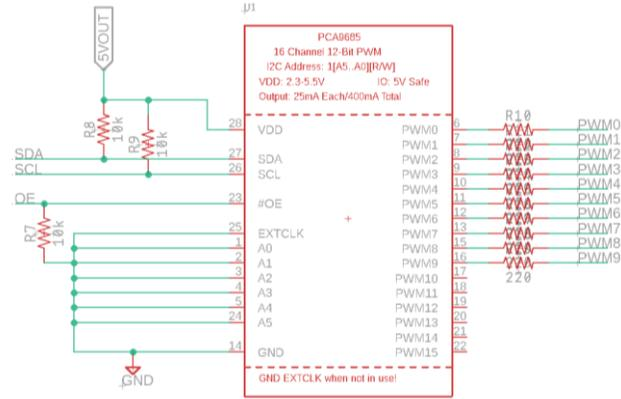 U1
5VOUT
PCA9685
16 Channel 12-Bit PWM
I2C Address: 1[A5..A0][R/W]
VDD: 2.3-5.5V IO: 5V Safe
Output: 25mA Each/400mA Total
R8 10k
R9 10k
R10
28 VDD PWM0 6 PWM0
PWM1 7 PWM1
SDA 27 SDA PWM2 8 PWM2
SCL 26 SCL PWM3 9 PWM3
PWM4 10 PWM4
OE 23 #OE PWM5 11 PWM5
PWM6 12 PWM6
R7 10k
25 EXTCLK PWM7 13 PWM7
1 A0 PWM8 15 PWM8
2 A1 PWM9 16 PWM9
3 A2 PWM10 17
220
4 A3 PWM11 18
5 A4 PWM12 19
24 A5 PWM13 20
PWM14 21
14 GND PWM15 22
GND
GND EXTCLK when not in use!